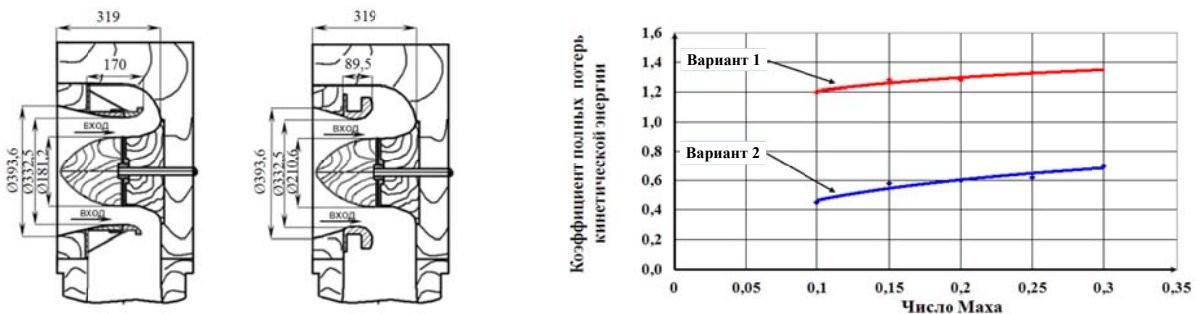 319
170
ВХОД
Ø393,6
Ø332,5
Ø181,2
ВХОД
319
89,5
ВХОД
Ø393,6
Ø332,5
Ø210,6
ВХОД
Коэффициент полных потерь
кинетической энергии
1,6
1,4
1,2
1,0
0,8
0,6
0,4
0,2
0,0
Вариант 1
Вариант 2
0 0,05 0,1 0,15 0,2 0,25 0,3 0,35
Число Маха